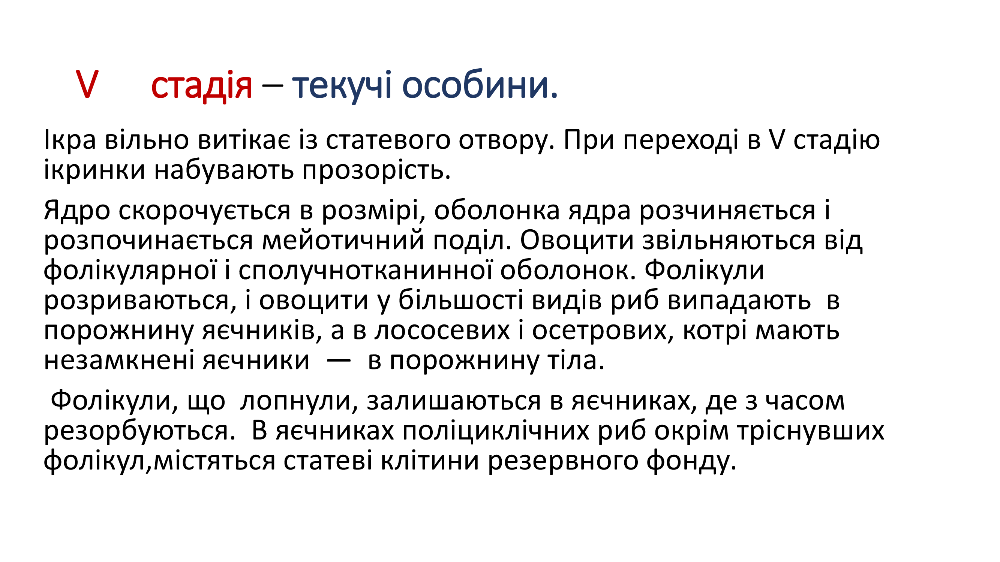 V стадія – текучі особини.
Ікра вільно витікає із статевого отвору. При переході в V стадію
ікринки набувають прозорість.
Ядро скорочується в розмірі, оболонка ядра розчиняється і
розпочинається мейотичний поділ. Овоцити звільняються від
фолікулярної і сполучнотканинної оболонок. Фолікули
розриваються, і овоцити у більшості видів риб випадають в
порожнину яєчників, а в лососевих і осетрових, котрі мають
незамкнені яєчники — в порожнину тіла.
Фолікули, що лопнули, залишаються в яєчниках, де з часом
резорбуються. В яєчниках поліциклічних риб окрім тріснувших
фолікул,містяться статеві клітини резервного фонду.